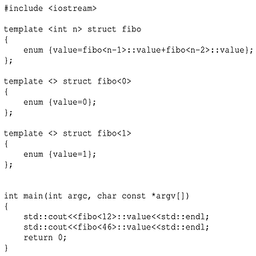 #include <iostream>
template <int n> struct fibo
{
enum {value=fibo<n-1>::value+fibo<n-2>::value};
};
template <> struct fibo<0>
{
enum {value=0};
};
template <> struct fibo<1>
{
enum {value=1};
};
int main(int argc, char const *argv[])
{
std::cout<<fibo<12>::value<<std::endl;
std::cout<<fibo<46>::value<<std::endl;
return 0;
}